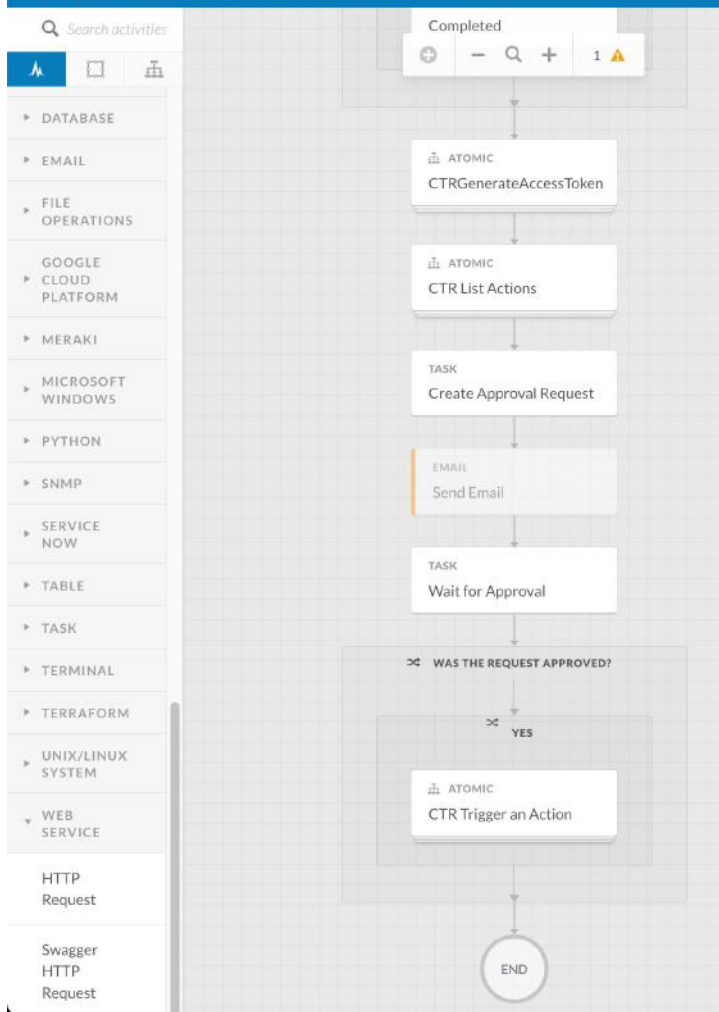 Search activities
DATABASE
EMAIL
FILE
OPERATIONS
GOOGLE
CLOUD
PLATFORM
MERAKI
MICROSOFT
WINDOWS
PYTHON
SNMP
SERVICE
NOW
TABLE
TASK
TERMINAL
TERRAFORM
UNIX/LINUX
SYSTEM
WEB
SERVICE
HTTP
Request
Swagger
HTTP
Request
Completed
1
ATOMIC
CTRGenerateAccessToken
ATOMIC
CTR List Actions
TASK
Create Approval Request
EMAIL
Send Email
TASK
Wait for Approval
WAS THE REQUEST APPROVED?
YES
ATOMIC
CTR Trigger an Action
END